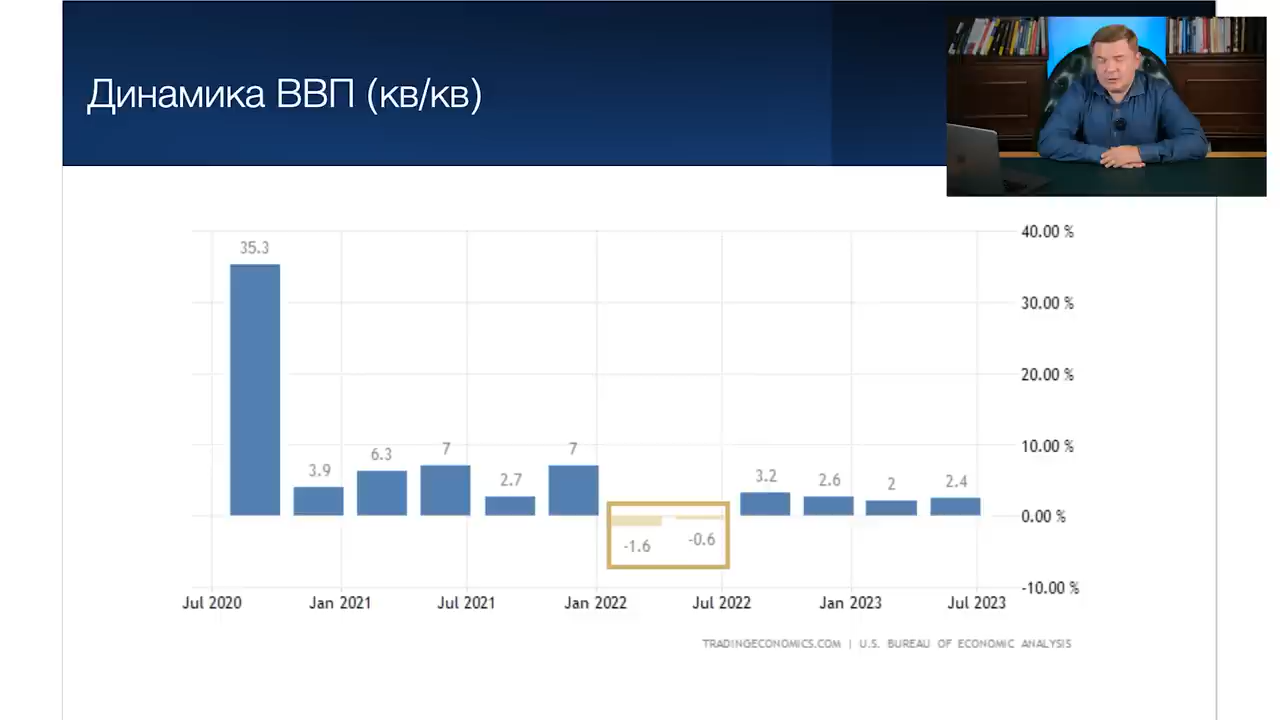 Динамика ВВП (кв/кв)
40.00 %
35.3
30.00 %
20.00 %
10.00 %
3.9
6.3
7
2.7
7
3.2
2.6
2
2.4
0.00 %
-1.6
-0.6
-10.00 %
Jul 2020
Jan 2021
Jul 2021
Jan 2022
Jul 2022
Jan 2023
Jul 2023
TRADINGECONOMICS.COM | U.S. BUREAU OF ECONOMIC ANALYSIS